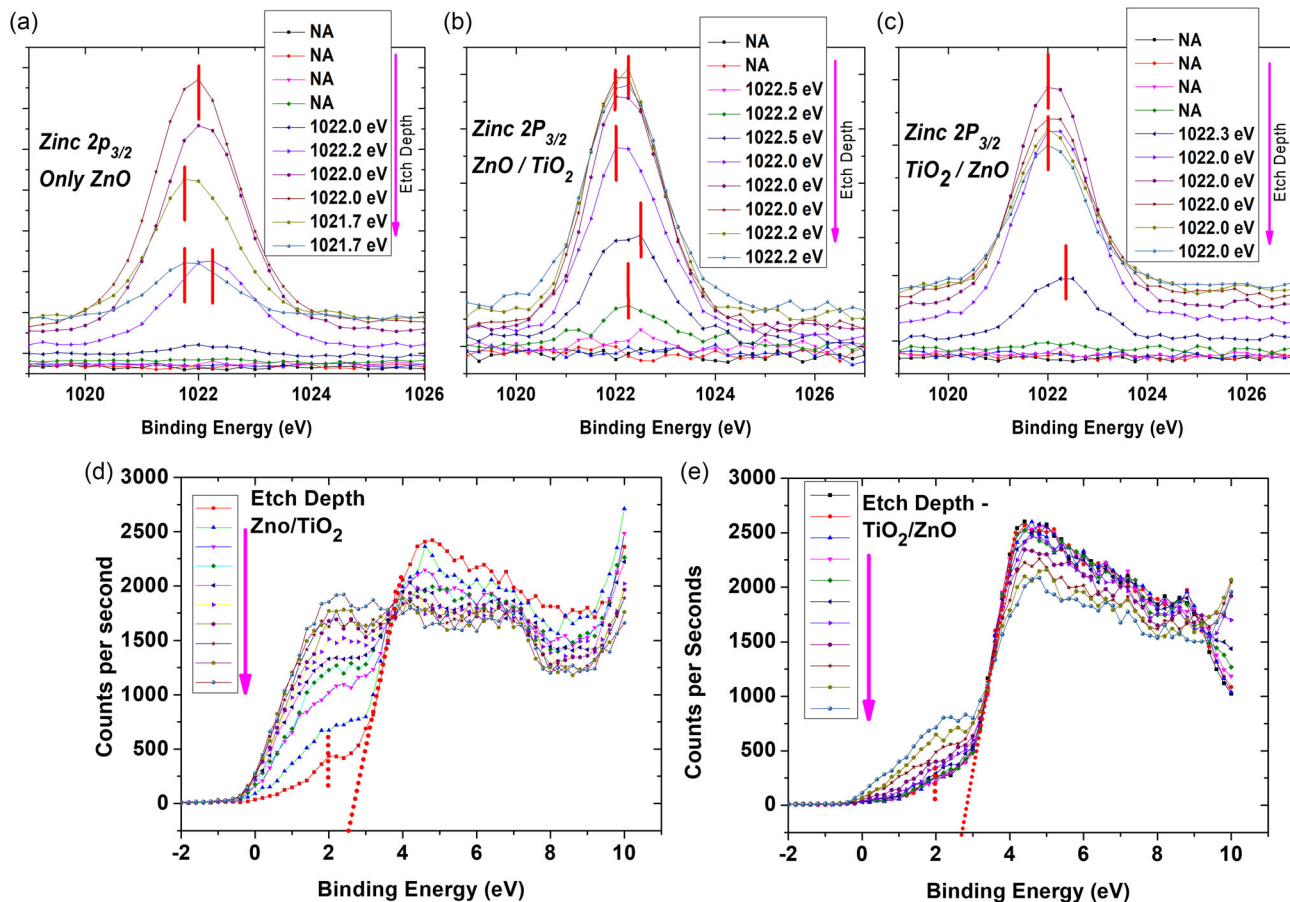 (a)
NA
NA
NA
NA
1022.0 eV
1022.2 eV
1022.0 eV
1022.0 eV
1021.7 eV
1021.7 eV
Etch Depth
Zinc 2p3/2
Only ZnO
1020 1022 1024 1026
Binding Energy (eV)
(b)
NA
NA
1022.5 eV
1022.2 eV
1022.5 eV
1022.0 eV
1022.0 eV
1022.0 eV
1022.2 eV
1022.2 eV
Etch Depth
Zinc 2P3/2
ZnO / TiO2
1020 1022 1024 1026
Binding Energy (eV)
(c)
NA
NA
NA
NA
1022.3 eV
1022.0 eV
1022.0 eV
1022.0 eV
1022.0 eV
1022.0 eV
Etch Depth
Zinc 2P3/2
TiO2 / ZnO
1020 1022 1024 1026
Binding Energy (eV)
(d)
Etch Depth
Zno/TiO2
Counts per second
3000
2500
2000
1500
1000
500
0
-2 0 2 4 6 8 10
Binding Energy (eV)
(e)
Etch Depth -
TiO2/ZnO
Counts per Seconds
3000
2500
2000
1500
1000
500
0
-2 0 2 4 6 8 10
Binding Energy (eV)